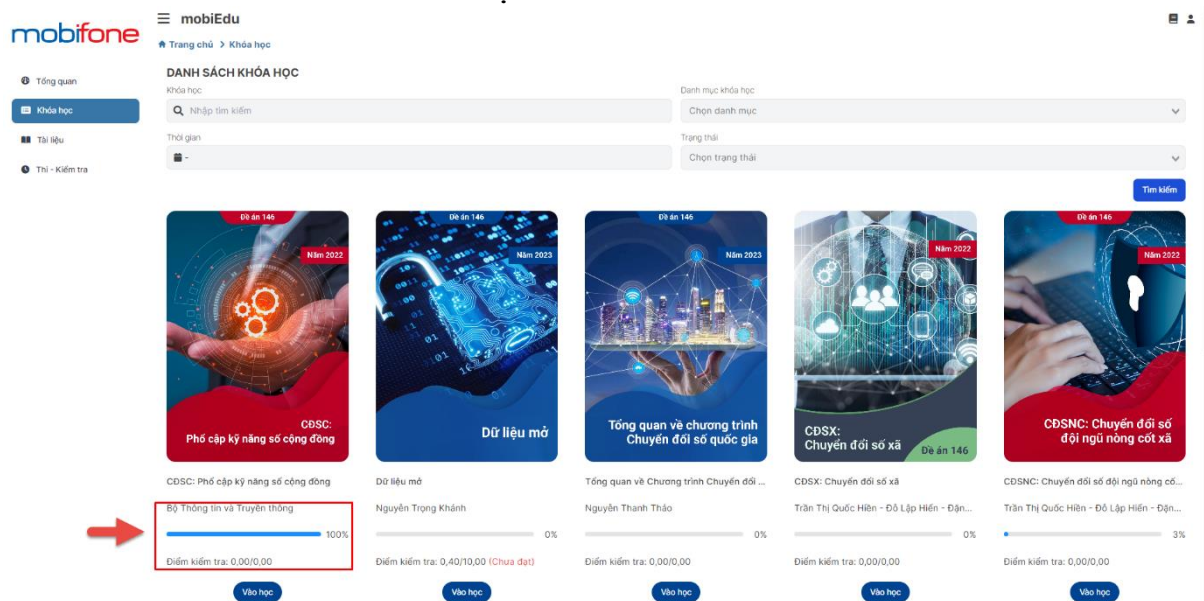 mobifone
mobiEdu
Trang chủ > Khóa học
Tổng quan
Khóa học
Tài liệu
Thi - Kiểm tra
DANH SÁCH KHÓA HỌC
Khóa học
Danh mục khóa học
Nhập tìm kiếm
Chọn danh mục
Thời gian
Trạng thái
-
Chọn trạng thái
Tìm kiếm
Đề án 146
Năm 2022
CĐSC:
Phổ cập kỹ năng số cộng đồng
Đề án 146
Năm 2023
Dữ liệu mở
Đề án 146
Năm 2023
Tổng quan về chương trình
Chuyển đổi số quốc gia
Năm 2022
CĐSX:
Chuyển đổi số xã
Đề án 146
Đề án 146
Năm 2022
CĐSNC: Chuyển đổi số
đội ngũ nòng cốt xã
CĐSC: Phổ cập kỹ năng số cộng đồng
Bộ Thông tin và Truyền thông
100%
Điểm kiểm tra: 0,00/0,00
Vào học
Dữ liệu mở
Nguyễn Trọng Khánh
0%
Điểm kiểm tra: 0,40/10,00 (Chưa đạt)
Vào học
Tổng quan về Chương trình Chuyển đổi ...
Nguyễn Thanh Thảo
0%
Điểm kiểm tra: 0,00/0,00
Vào học
CĐSX: Chuyển đổi số xã
Trần Thị Quốc Hiền - Đỗ Lập Hiển - Đặn...
0%
Điểm kiểm tra: 0,00/0,00
Vào học
CĐSNC: Chuyển đổi số đội ngũ nòng cố...
Trần Thị Quốc Hiền - Đỗ Lập Hiển - Đặn...
3%
Điểm kiểm tra: 0,00/0,00
Vào học